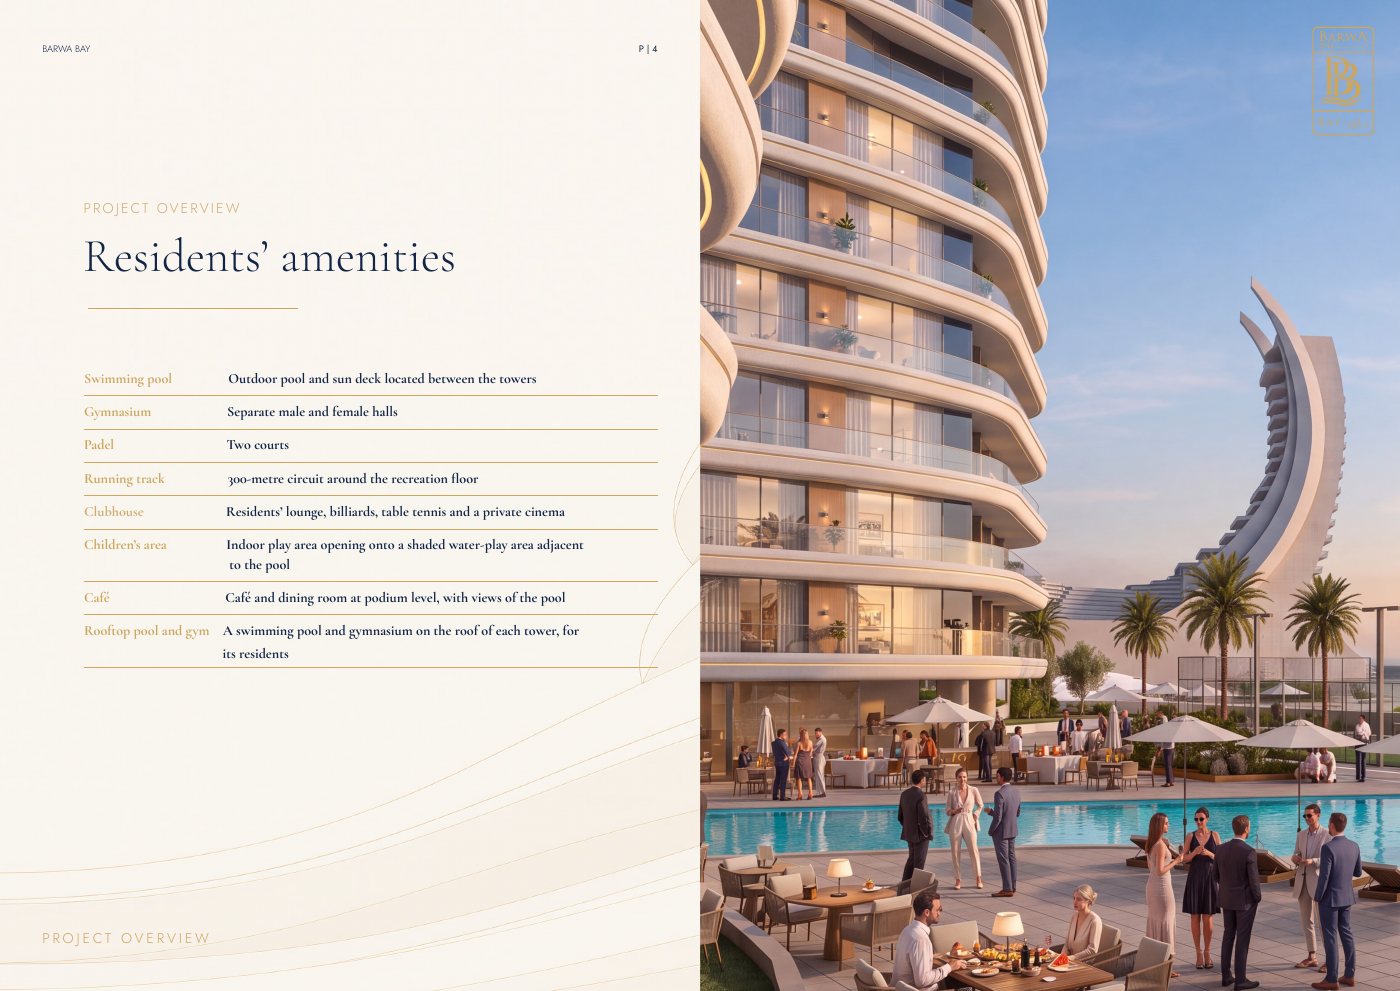 BARWA BAY
P | 4
PROJECT OVERVIEW
Residents’ amenities
Swimming pool Outdoor pool and sun deck located between the towers
Gymnasium Separate male and female halls
Padel Two courts
Running track 300-metre circuit around the recreation floor
Clubhouse Residents’ lounge, billiards, table tennis and a private cinema
Children’s area Indoor play area opening onto a shaded water-play area adjacent
to the pool
Café Café and dining room at podium level, with views of the pool
Rooftop pool and gym A swimming pool and gymnasium on the roof of each tower, for
its residents
PROJECT OVERVIEW
BARWA